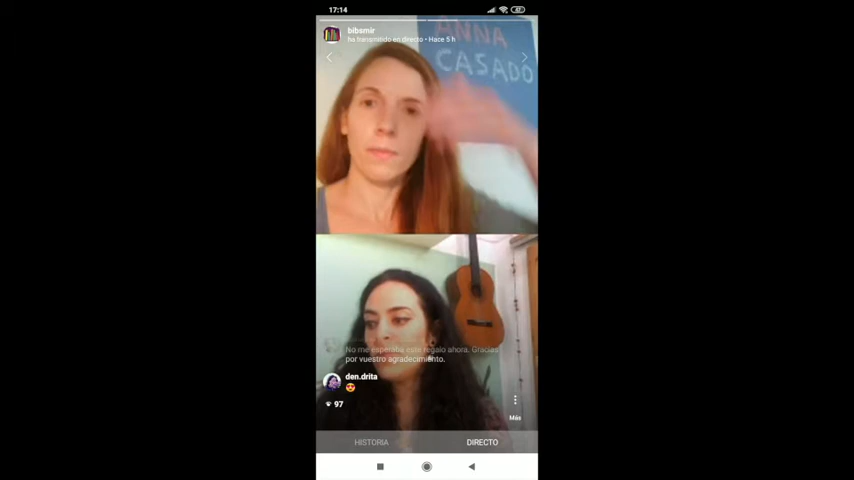 17:14
67
bibsmir
ha transmitido en directo • Hace 5 h
ANNA
CASADO
No me esperaba este regalo ahora. Gracias
por vuestro agradecimiento.
den.drita
97
Más
HISTORIA
DIRECTO